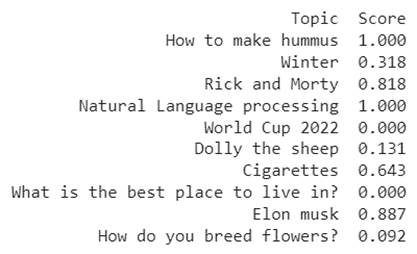 Topic Score
How to make hummus 1.000
Winter 0.318
Rick and Morty 0.818
Natural Language processing 1.000
World Cup 2022 0.000
Dolly the sheep 0.131
Cigarettes 0.643
What is the best place to live in? 0.000
Elon musk 0.887
How do you breed flowers? 0.092